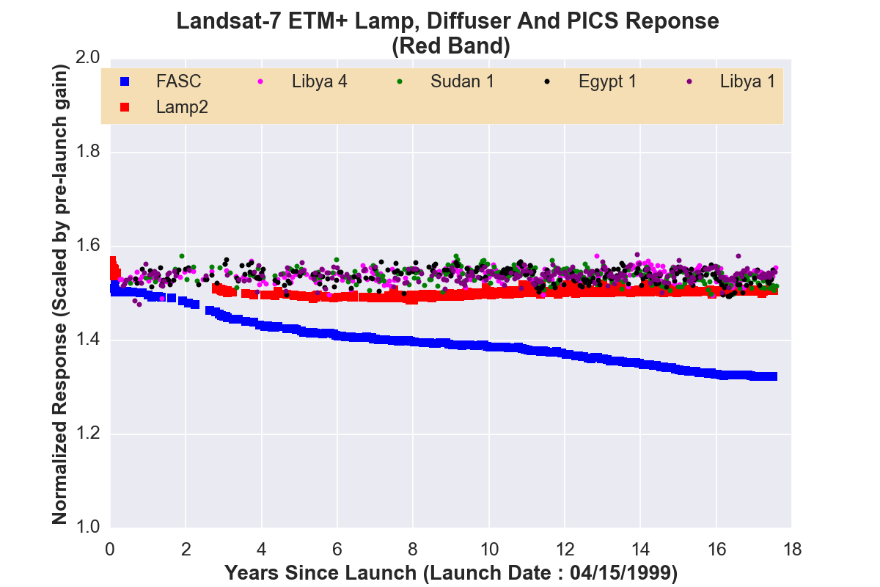 Landsat-7 ETM+ Lamp, Diffuser And PICS Reponse
(Red Band)
Normalized Response (Scaled by pre-launch gain)
2.0
1.8
1.6
1.4
1.2
1.0
FASC Libya 4 Sudan 1 Egypt 1 Libya 1
Lamp2
0 2 4 6 8 10 12 14 16 18
Years Since Launch (Launch Date : 04/15/1999)